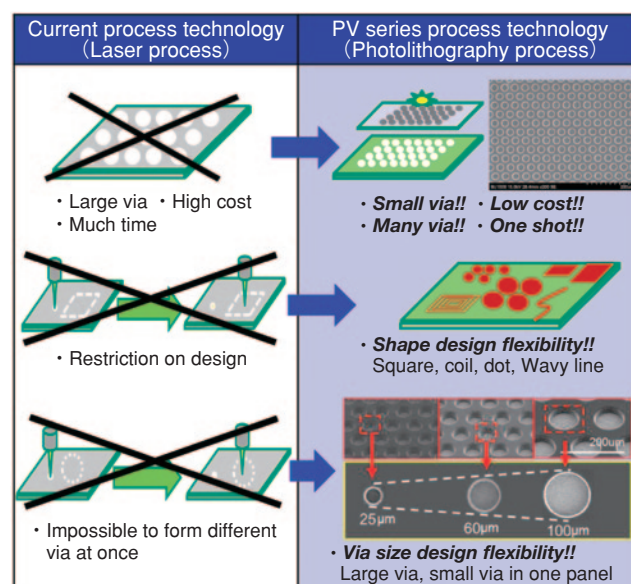 Current process technology
（Laser process）
PV series process technology
（Photolithography process）
・Large via ・High cost
・Much time
・Small via!! ・Low cost!!
・Many via!! ・One shot!!
・Restriction on design
・Shape design flexibility!!
Square, coil, dot, Wavy line
200um
25μm
60μm
100μm
・Impossible to form different
via at once
・Via size design flexibility!!
Large via, small via in one panel